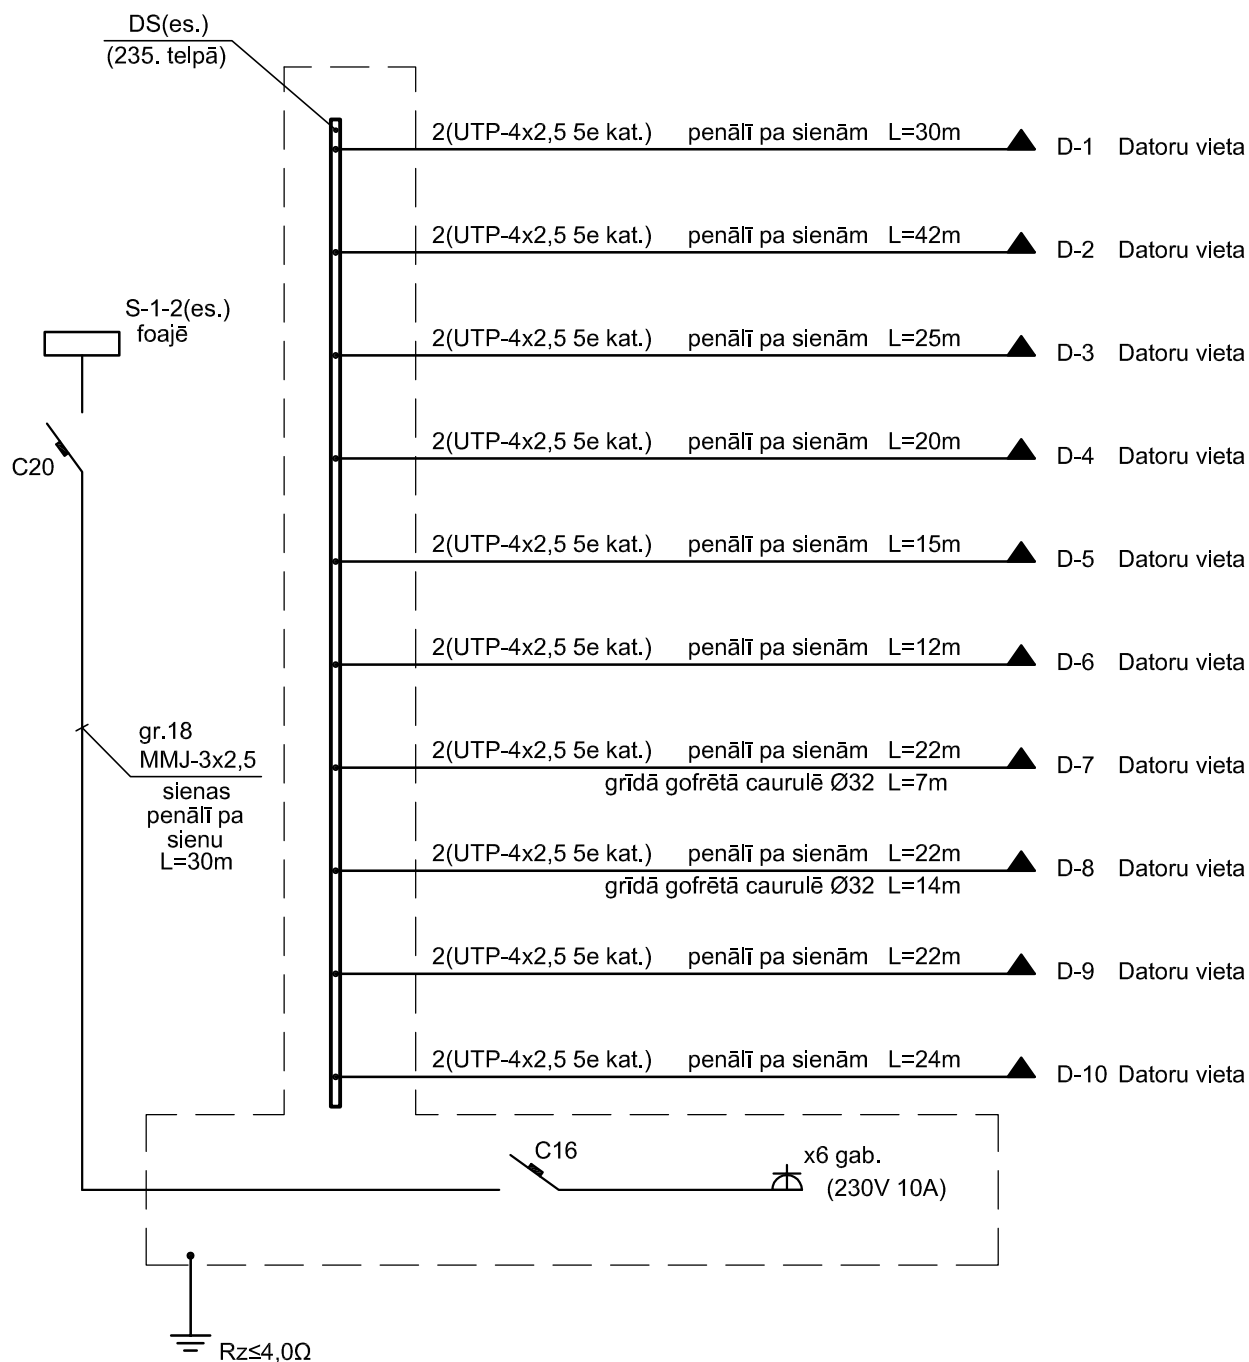 DS(es.)
(235. telpā)
2(UTP-4x2,5 5e kat.) penālī pa sienām L=30m
D-1 Datoru vieta
2(UTP-4x2,5 5e kat.) penālī pa sienām L=42m
D-2 Datoru vieta
S-1-2(es.)
foajē
2(UTP-4x2,5 5e kat.) penālī pa sienām L=25m
D-3 Datoru vieta
2(UTP-4x2,5 5e kat.) penālī pa sienām L=20m
D-4 Datoru vieta
C20
2(UTP-4x2,5 5e kat.) penālī pa sienām L=15m
D-5 Datoru vieta
2(UTP-4x2,5 5e kat.) penālī pa sienām L=12m
D-6 Datoru vieta
gr.18
MMJ-3x2,5
sienas
penālī pa
sienu
L=30m
2(UTP-4x2,5 5e kat.) penālī pa sienām L=22m
grīdā gofrētā caurulē Ø32 L=7m
D-7 Datoru vieta
2(UTP-4x2,5 5e kat.) penālī pa sienām L=22m
grīdā gofrētā caurulē Ø32 L=14m
D-8 Datoru vieta
2(UTP-4x2,5 5e kat.) penālī pa sienām L=22m
D-9 Datoru vieta
2(UTP-4x2,5 5e kat.) penālī pa sienām L=24m
D-10 Datoru vieta
C16
x6 gab.
(230V 10A)
Rz≤4,0Ω